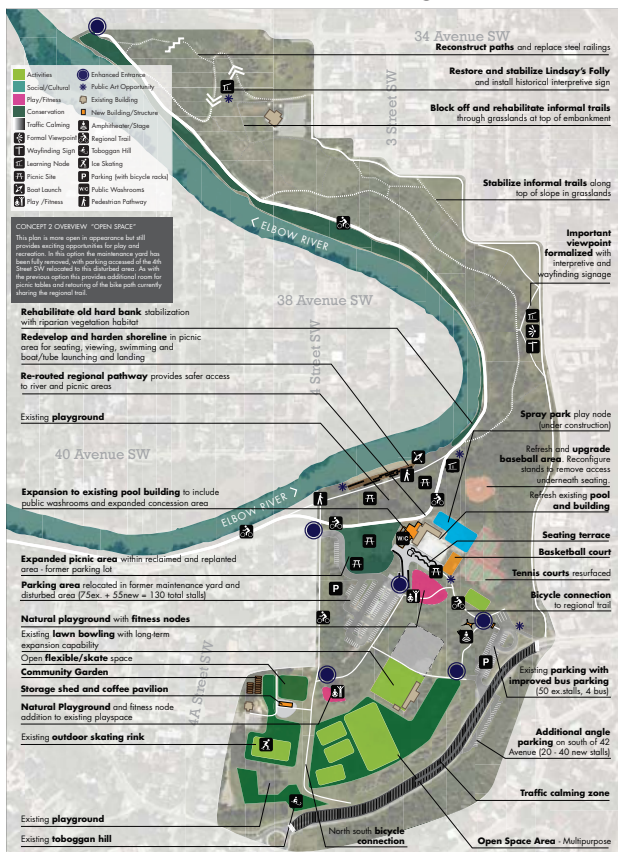 34 Avenue SW
Reconstruct paths and replace steel railings
Restore and stabilize Lindsay's Folly
and install historical interpretive sign
3 Street SW
Block off and rehabilitate informal trails
through grasslands at top of embankment
Stabilize informal trails along
top of slope in grasslands
Important
viewpoint
formalized with
interpretive and
wayfinding signage
Activities
Social/Cultural
Play/Fitness
Conservation
Traffic Calming
Formal Viewpoint
Wayfinding Sign
Learning Node
Picnic Site
Boat Launch
Play /Fitness
Enhanced Entrance
Public Art Opportunity
Existing Building
New Building/Structure
Amphitheater/Stage
Regional Trail
Toboggan Hill
Ice Skating
P Parking (with bicycle racks)
W/C Public Washrooms
Pedestrian Pathway
CONCEPT 2 OVERVIEW "OPEN SPACE"
This plan is more open in appearance but still
provides exciting opportunities for play and
recreation. In this option the maintenance yard has
been fully removed, with parking accessed of the 4th
Street SW relocated to this disturbed area. As with
the previous option this provides additional room for
picnic tables and retouring of the bike path currently
sharing the regional trail.
< ELBOW RIVER
38 Avenue SW
Rehabilitate old hard bank stabilization
with riparian vegetation habitat
Redevelop and harden shoreline in picnic
area for seating, viewing, swimming and
boat/tube launching and landing
Re-routed regional pathway provides safer access
to river and picnic areas
Existing playground
Street SW
40 Avenue SW
Expansion to existing pool building to include
public washrooms and expanded concession area
ELBOW RIVER >
Spray park play node
(under construction)
Refresh and upgrade
baseball area. Reconfigure
stands to remove access
underneath seating.
Refresh existing pool
and building
Seating terrace
Basketball court
Tennis courts resurfaced
Bicycle connection
to regional trail
W/C
P
P
Expanded picnic area within reclaimed and replanted
area - former parking lot
Parking area relocated in former maintenance yard and
disturbed area (75ex. + 55new = 130 total stalls)
Natural playground with fitness nodes
Existing lawn bowling with long-term
expansion capability
Open flexible/skate space
Community Garden
Storage shed and coffee pavilion
Natural Playground and fitness node
addition to existing playspace
Existing outdoor skating rink
4A Street SW
Existing playground
Existing toboggan hill
North south bicycle
connection
Existing parking with
improved bus parking
(50 ex.stalls, 4 bus)
Additional angle
parking on south of 42
Avenue (20 - 40 new stalls)
Traffic calming zone
Open Space Area - Multipurpose